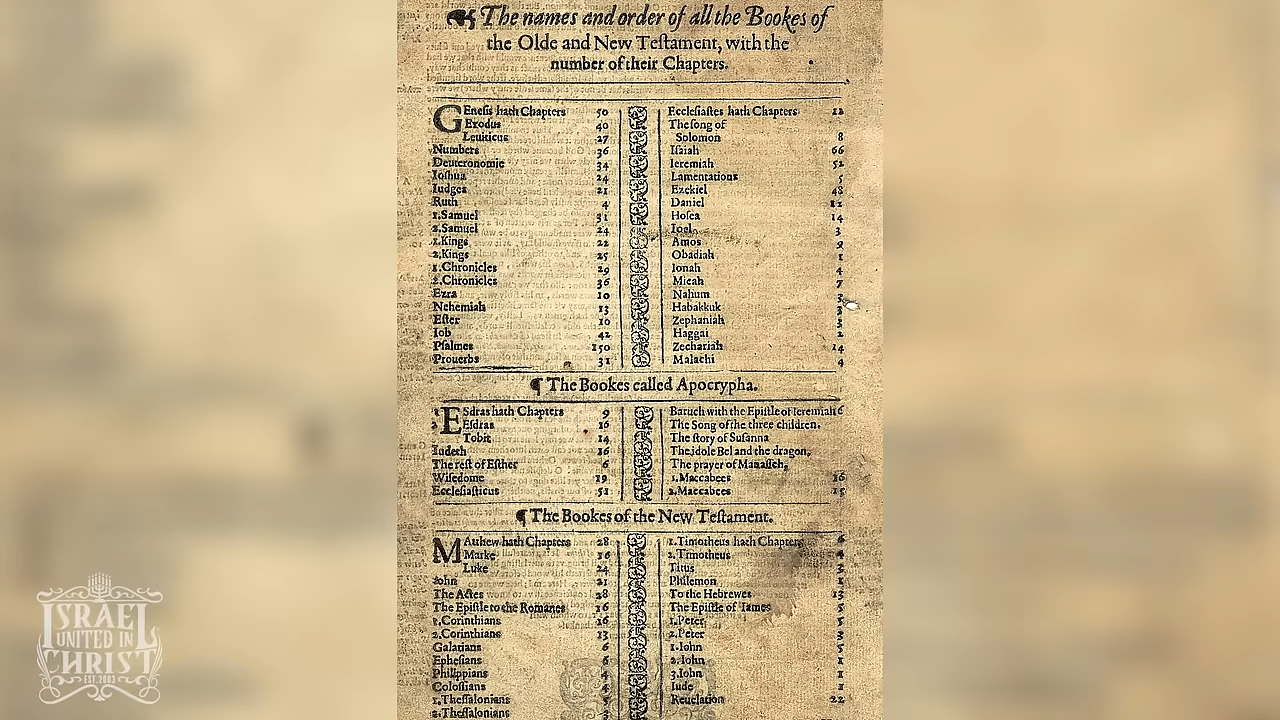 The names and order of all the Bookes of
the Olde and New Teſtament, with the
number of their Chapters.
GEneſis hath Chapters 50
Exodus 40
Leuiticus 27
Numbers 36
Deuteronomie 34
Ioſhua 24
Iudges 21
Ruth 4
1.Samuel 31
2.Samuel 24
1.Kings 22
2.Kings 25
1.Chronicles 29
2.Chronicles 36
Ezra 10
Nehemiah 13
Eſter 10
Iob 42
Pſalmes 150
Prouerbs 31
Eccleſiaſtes hath Chapters 12
The ſong of
Solomon 8
Iſaiah 66
Ieremiah 52
Lamentations 5
Ezekiel 48
Daniel 12
Hoſea 14
Ioel 3
Amos 9
Obadiah 1
Ionah 4
Micah 7
Nahum 3
Habakkuk 3
Zephaniah 3
Haggai 2
Zechariah 14
Malachi 4
¶ The Bookes called Apocrypha.
1 ESdras hath Chapters 9
2 Eſdras 16
Tobit 14
Iudeth 16
The reſt of Eſther 6
Wiſedome 19
Eccleſiaſticus 51
Baruch with the Epiſtle of Ieremiah 6
The Song of the three children.
The ſtory of Suſanna
The idole Bel and the dragon,
The prayer of Manaſſeh,
1.Maccabees 16
2.Maccabees 15
¶ The Bookes of the New Teſtament.
MAtthew hath Chapters 28
Marke 16
Luke 24
Iohn 21
The Actes 28
The Epiſtle to the Romanes 16
1.Corinthians 16
2.Corinthians 13
Galatians 6
Epheſians 6
Philippians 4
Coloſſians 4
1.Theſſalonians 5
2.Theſſalonians
1.Timotheus hath Chapters 6
2.Timotheus 4
Titus 3
Philemon 1
To the Hebrewes 13
The Epiſtle of Iames 5
1.Peter 5
2.Peter 3
1.Iohn 5
2.Iohn 1
3.Iohn 1
Iude 1
Reuelation 22
ISRAEL
UNITED IN
CHRIST
EST. 2003